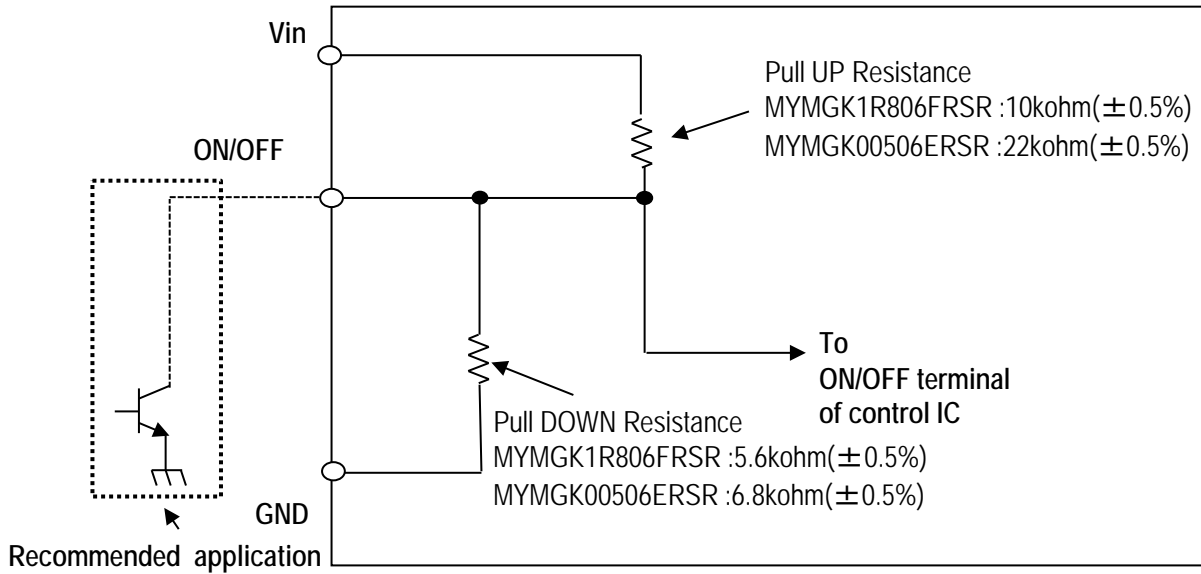 Vin
Pull UP Resistance
MYMGK1R806FRSR :10kohm(±0.5%)
MYMGK00506ERSR :22kohm(±0.5%)
ON/OFF
To
ON/OFF terminal
of control IC
Pull DOWN Resistance
MYMGK1R806FRSR :5.6kohm(±0.5%)
MYMGK00506ERSR :6.8kohm(±0.5%)
GND
Recommended application